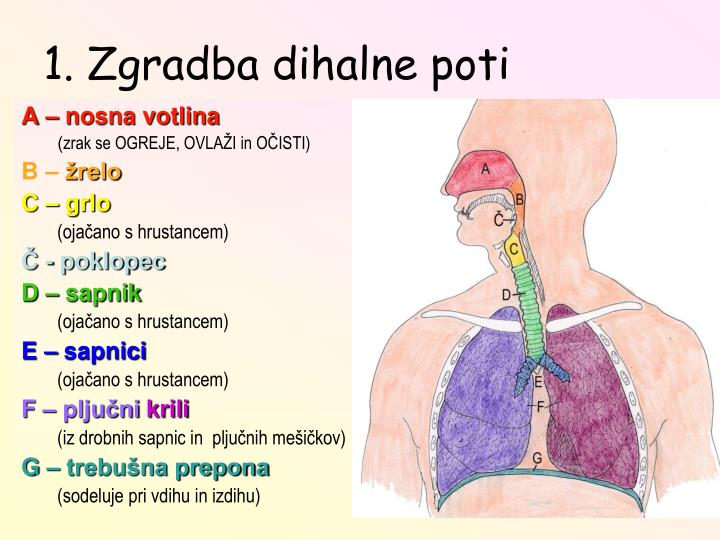 1. Zgradba dihalne poti
A – nosna votlina
(zrak se OGREJE, OVLAŽI in OČISTI)
B – žrelo
C – grlo
(ojačano s hrustancem)
Č - poklopec
D – sapnik
(ojačano s hrustancem)
E – sapnici
(ojačano s hrustancem)
F – pljučni krili
(iz drobnih sapnic in pljučnih mešičkov)
G – trebušna prepona
(sodeluje pri vdihu in izdihu)
A
B
Č
C
D
E
F
G